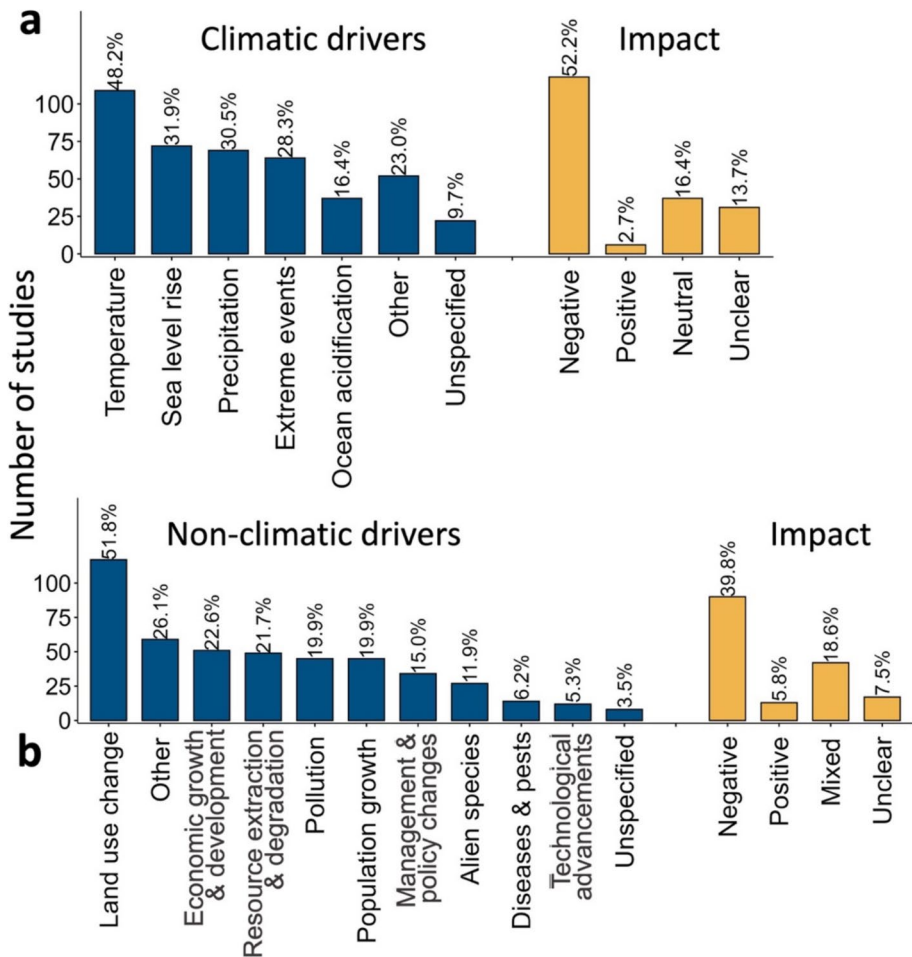 a
Climatic drivers
Impact
Number of studies
100
75
50
25
0
48.2%
31.9%
30.5%
28.3%
16.4%
23.0%
9.7%
52.2%
2.7%
16.4%
13.7%
Temperature
Sea level rise
Precipitation
Extreme events
Ocean acidification
Other
Unspecified
Negative
Positive
Neutral
Unclear
Non-climatic drivers
Impact
100
75
50
25
0
51.8%
26.1%
22.6%
21.7%
19.9%
19.9%
15.0%
11.9%
6.2%
5.3%
3.5%
39.8%
5.8%
18.6%
7.5%
b
Land use change
Other
Economic growth
& development
Resource extraction
& degradation
Pollution
Population growth
Management &
policy changes
Alien species
Diseases & pests
Technological
advancements
Unspecified
Negative
Positive
Mixed
Unclear